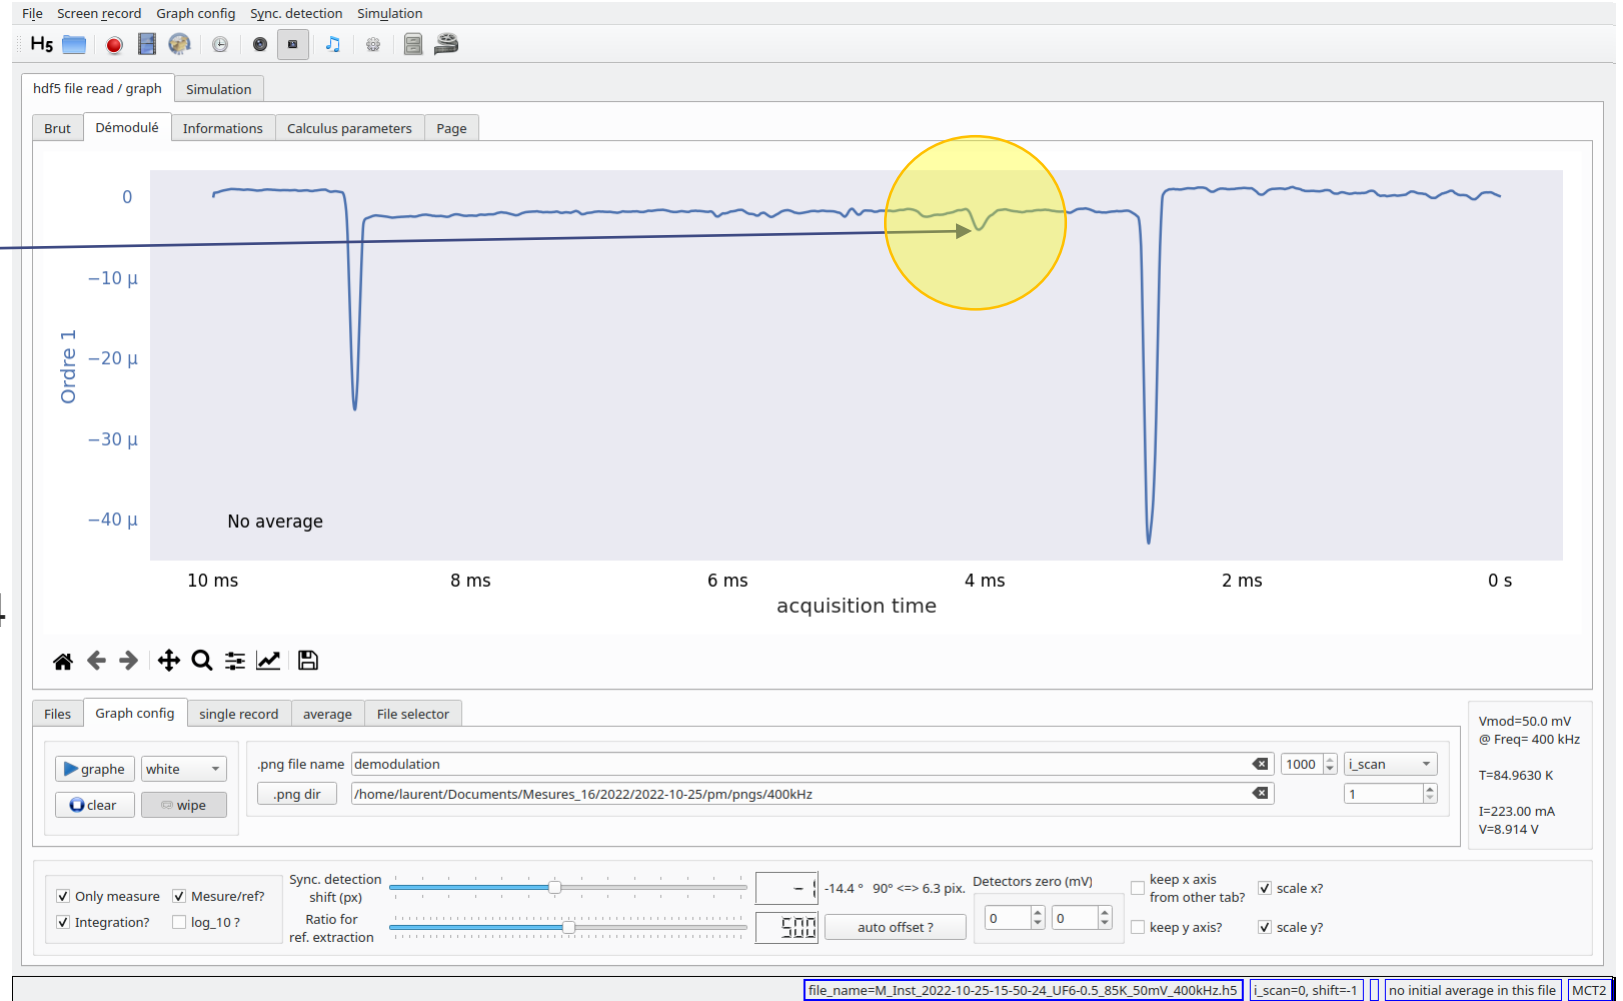 File Screen record Graph config Sync. detection Simulation
H5
hdf5 file read / graph Simulation
Brut Démodulé Informations Calculus parameters Page
0
−10 µ
−20 µ
−30 µ
−40 µ
Ordre 1
No average
10 ms 8 ms 6 ms 4 ms 2 ms 0 s
acquisition time
Files Graph config single record average File selector
graphe white
clear wipe
.png file name demodulation 1000 i_scan
.png dir /home/laurent/Documents/Mesures_16/2022/2022-10-25/pm/pngs/400kHz 1
Vmod=50.0 mV
@ Freq= 400 kHz
T=84.9630 K
I=223.00 mA
V=8.914 V
Only measure Mesure/ref?
Integration? log_10 ?
Sync. detection
shift (px)
-1 -14.4 ° 90° <=> 6.3 pix.
Ratio for
ref. extraction
500 auto offset ?
Detectors zero (mV)
0 0
keep x axis
from other tab?
scale x?
keep y axis? scale y?
file_name=M_Inst_2022-10-25-15-50-24_UF6-0.5_85K_50mV_400kHz.h5 i_scan=0, shift=-1 no initial average in this file MCT2